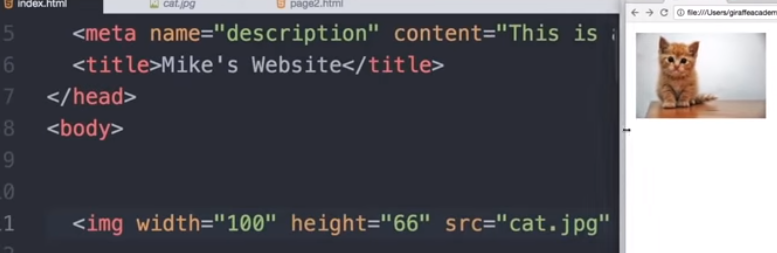 index.html
cat.jpg
page2.html
file:///Users/giraffeacadem
5 <meta name="description" content="This is
6 <title>Mike's Website</title>
7 </head>
8 <body>
9
0
1 <img width="100" height="66" src="cat.jpg"